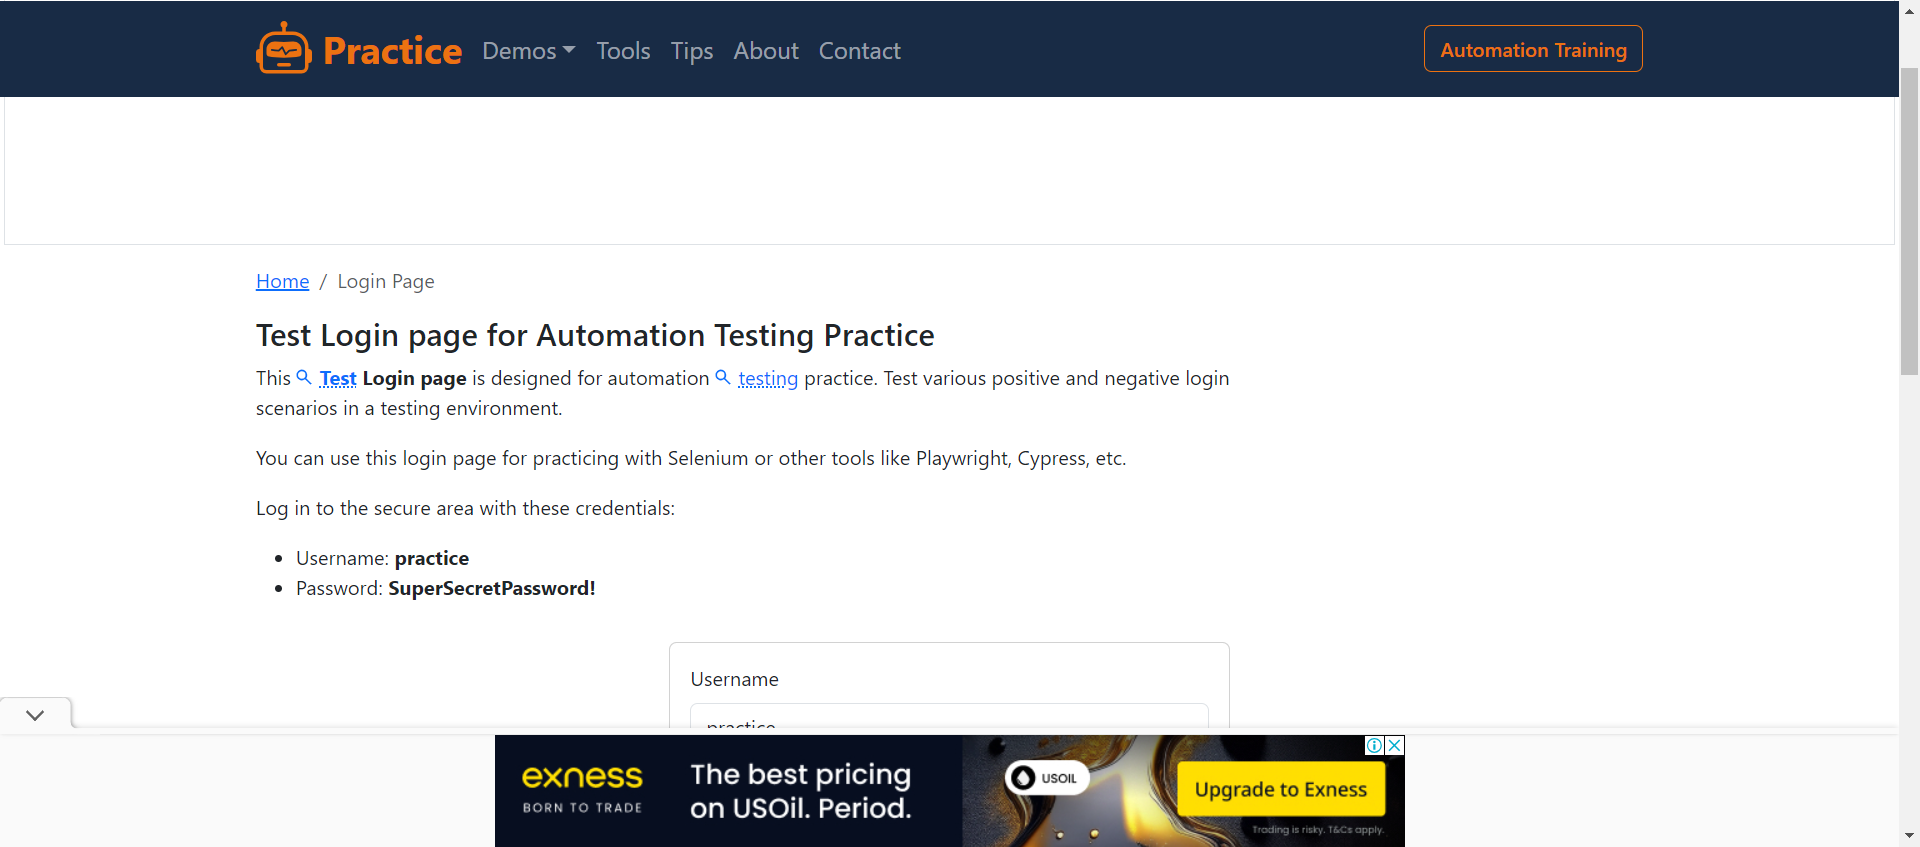 Practice Demos Tools Tips About Contact Automation Training
Home / Login Page
Test Login page for Automation Testing Practice
This Test Login page is designed for automation testing practice. Test various positive and negative login
scenarios in a testing environment.
You can use this login page for practicing with Selenium or other tools like Playwright, Cypress, etc.
Log in to the secure area with these credentials:
• Username: practice
• Password: SuperSecretPassword!
Username
practice
exness
BORN TO TRADE
The best pricing
on USOil. Period.
USOIL
Upgrade to Exness
Trading is risky. T&Cs apply.